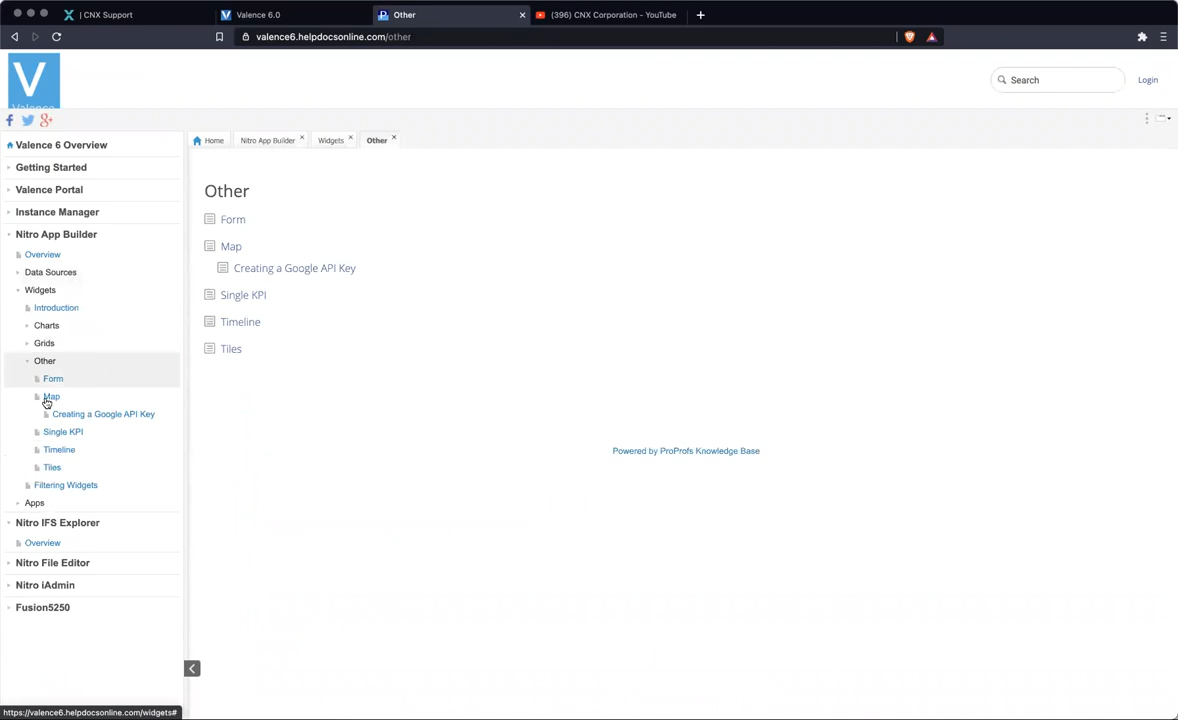 | CNX Support
Valence 6.0
Other
(396) CNX Corporation - YouTube
valence6.helpdocsonline.com/other
V
Valence
Search
Login
Home
Nitro App Builder
Widgets
Other
Valence 6 Overview
Getting Started
Valence Portal
Instance Manager
Nitro App Builder
Overview
Data Sources
Widgets
Introduction
Charts
Grids
Other
Form
Map
Creating a Google API Key
Single KPI
Timeline
Tiles
Filtering Widgets
Apps
Nitro IFS Explorer
Overview
Nitro File Editor
Nitro iAdmin
Fusion5250
Other
Form
Map
Creating a Google API Key
Single KPI
Timeline
Tiles
Powered by ProProfs Knowledge Base
https://valence6.helpdocsonline.com/widgets#